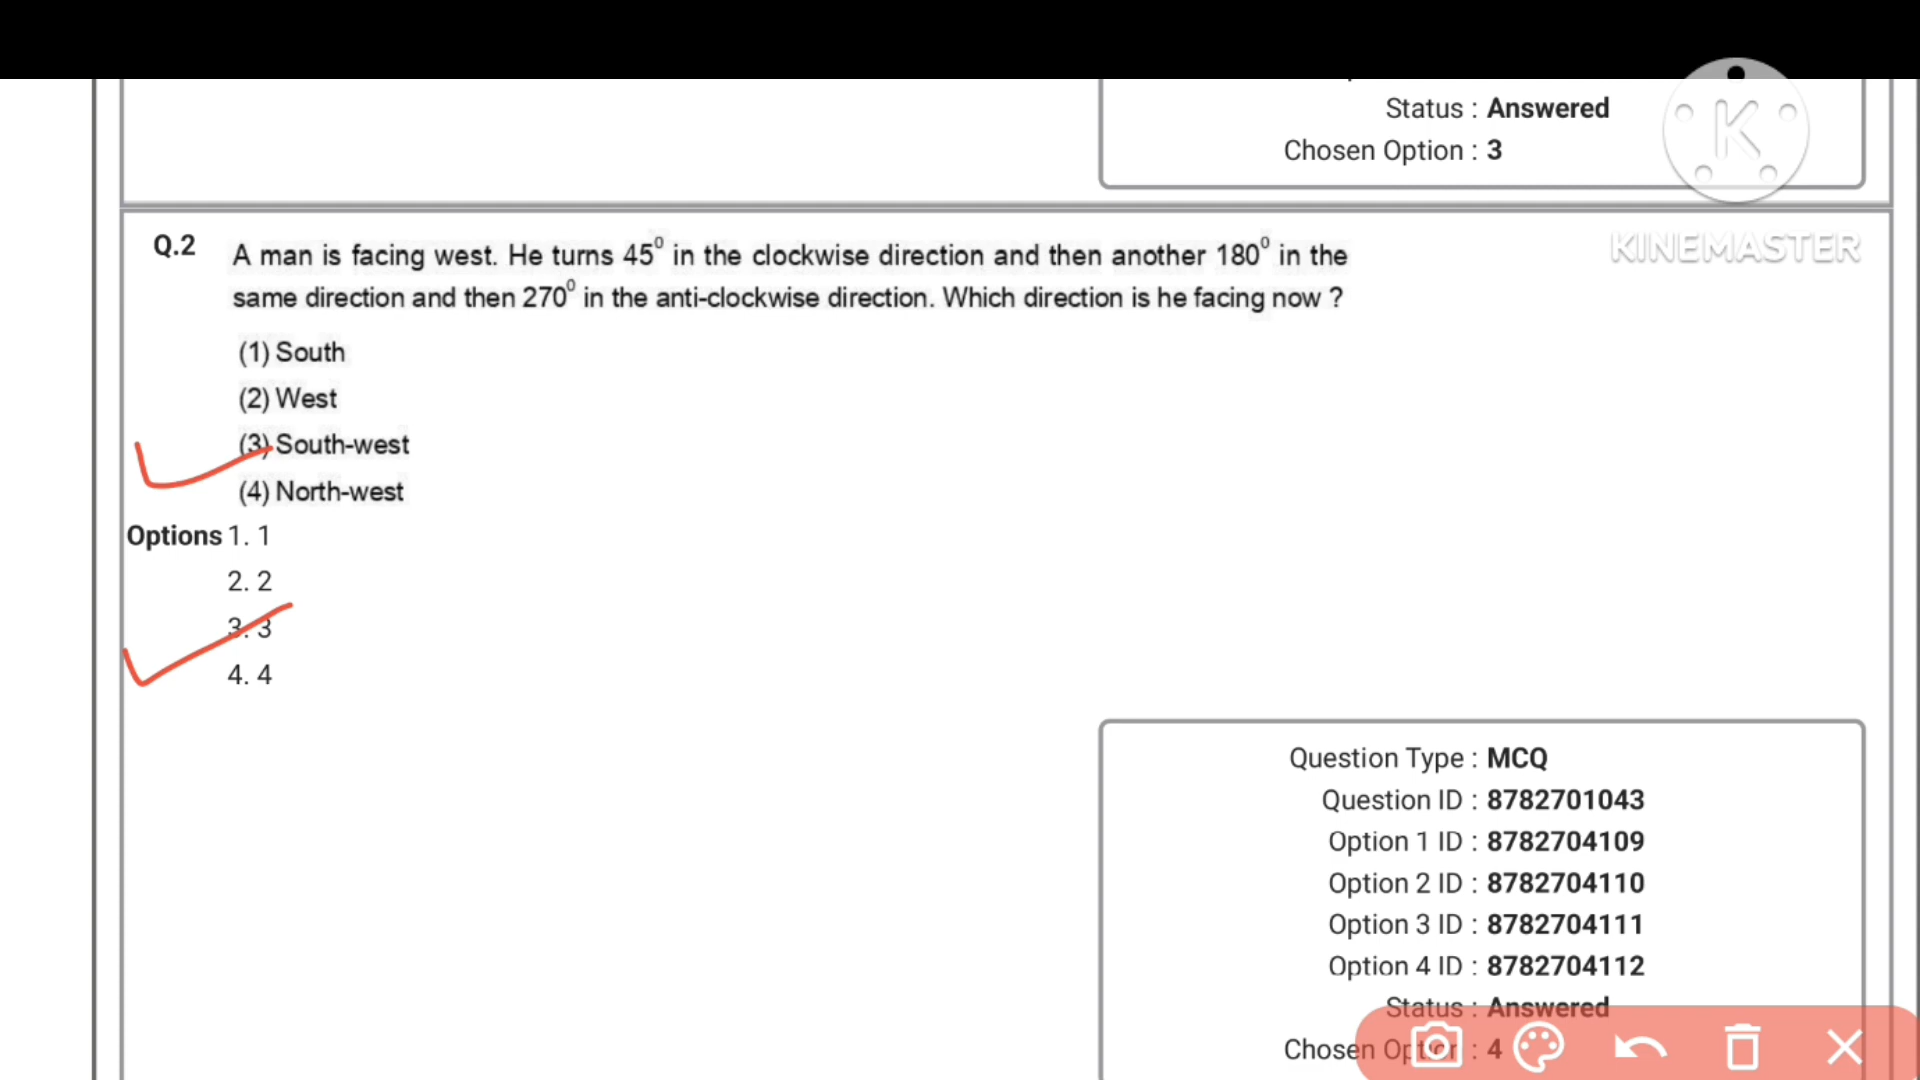 Status : Answered
Chosen Option : 3
K
KINEMASTER
Q.2 A man is facing west. He turns 45⁰ in the clockwise direction and then another 180⁰ in the
same direction and then 270⁰ in the anti-clockwise direction. Which direction is he facing now ?
(1) South
(2) West
(3) South-west
(4) North-west
Options 1. 1
2. 2
3. 3
4. 4
Question Type : MCQ
Question ID : 8782701043
Option 1 ID : 8782704109
Option 2 ID : 8782704110
Option 3 ID : 8782704111
Option 4 ID : 8782704112
Status : Answered
Chosen Option : 4